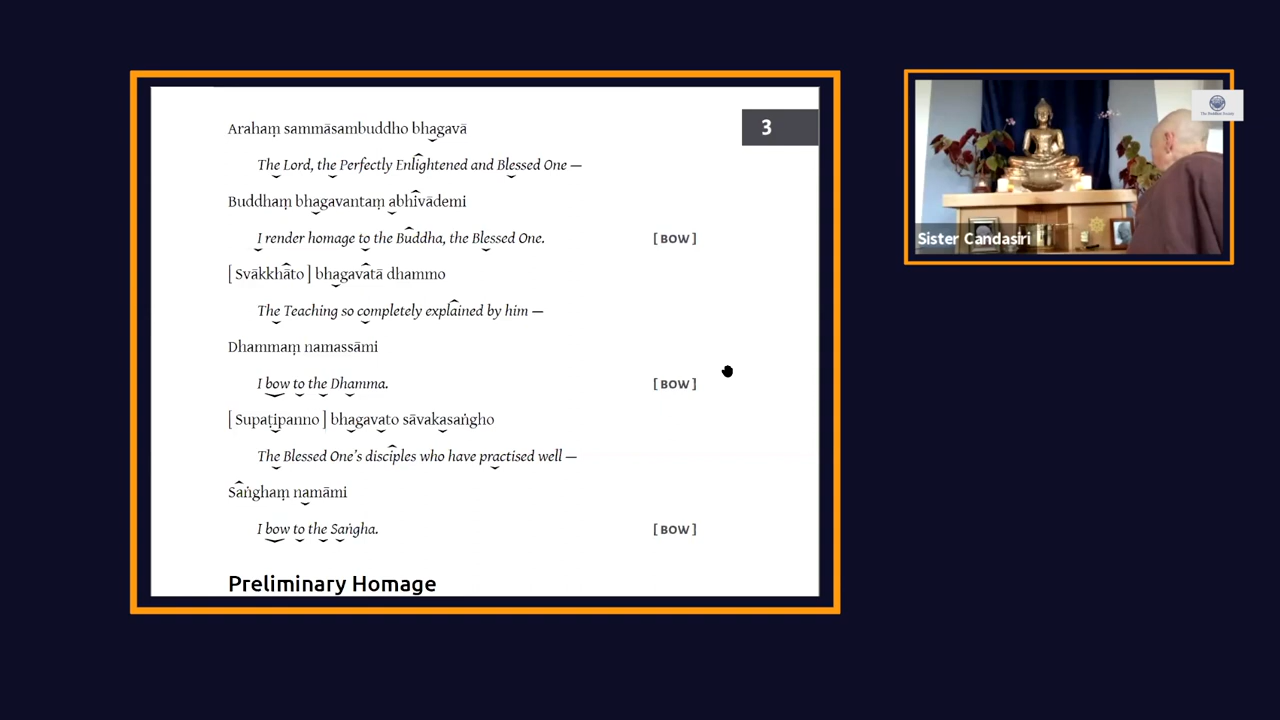 3
Arahaṃ sammāsambuddho bhagavā
The Lord, the Perfectly Enlightened and Blessed One —
Buddhaṃ bhagavantaṃ abhivādemi
I render homage to the Buddha, the Blessed One. [ BOW ]
[ Svākkhāto ] bhagavatā dhammo
The Teaching so completely explained by him —
Dhammaṃ namassāmi
I bow to the Dhamma. [ BOW ]
[ Supaṭipanno ] bhagavato sāvakasaṅgho
The Blessed One's disciples who have practised well —
Saṅghaṃ namāmi
I bow to the Saṅgha. [ BOW ]
Preliminary Homage
The Buddhist Society
Sister Candasiri